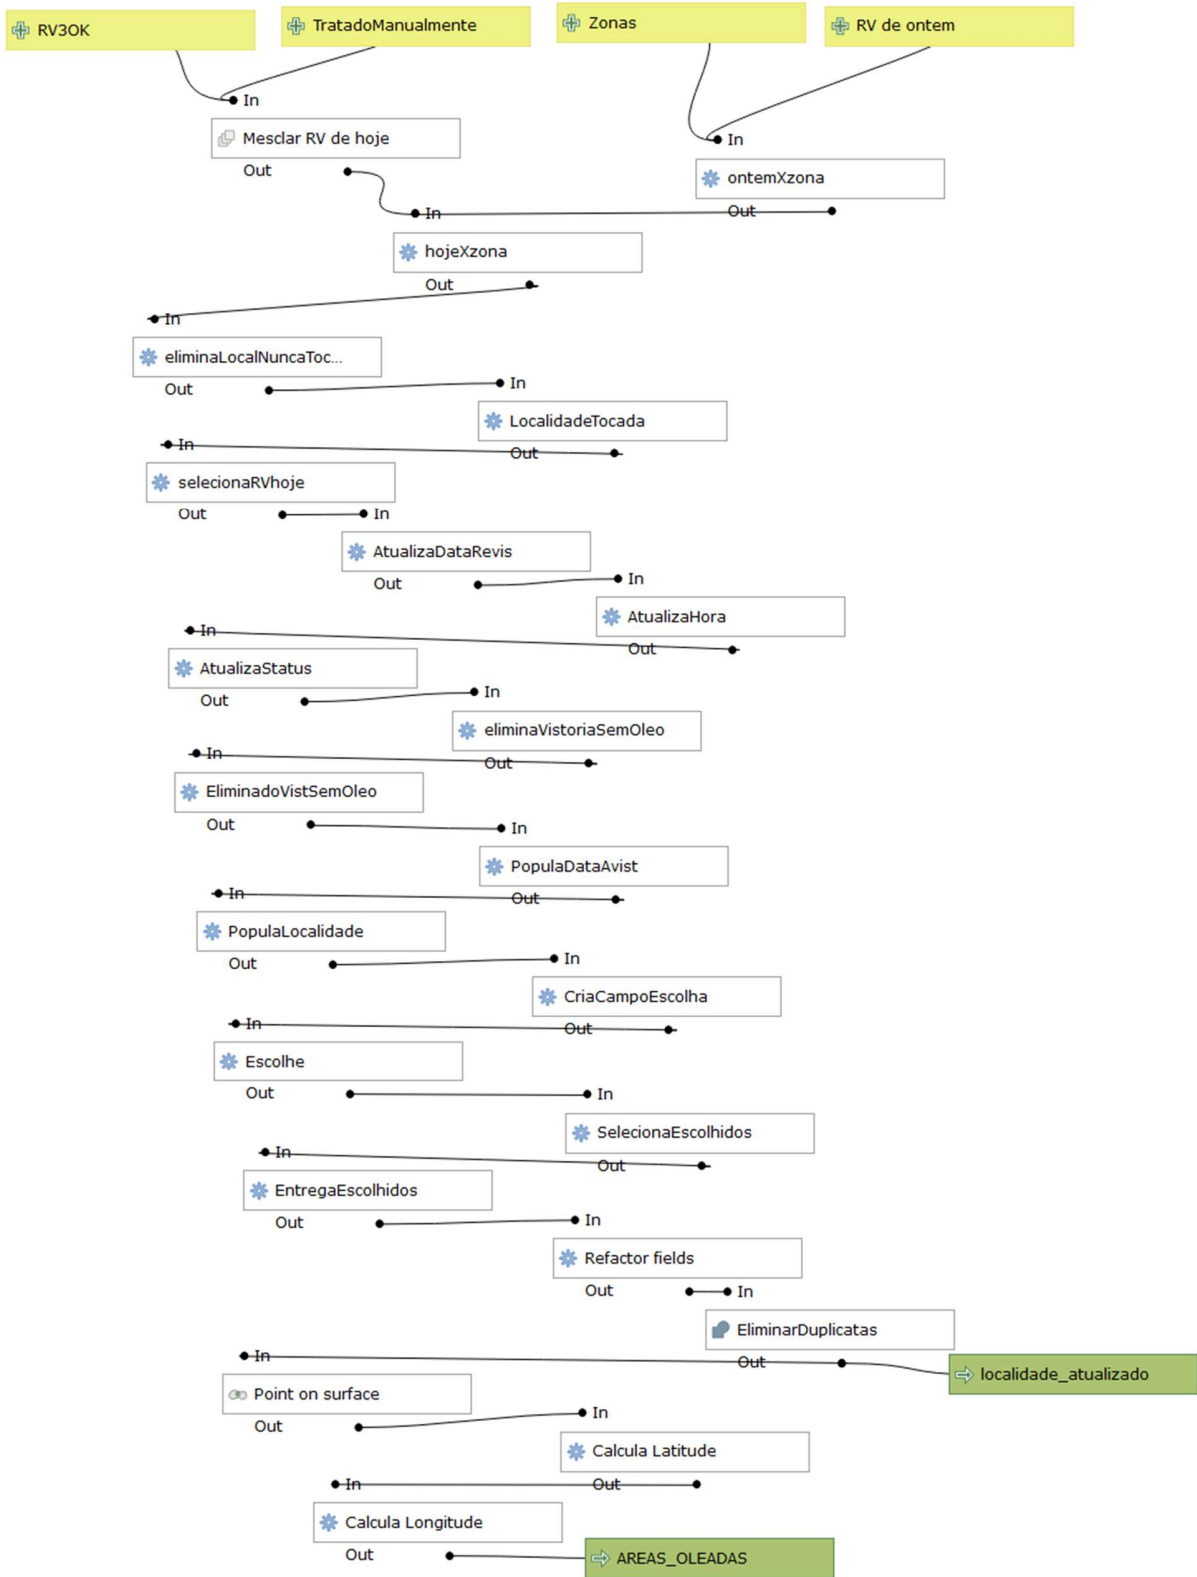 RV3OK
TratadoManualmente
Zonas
RV de ontem
In
Mesclar RV de hoje
Out
In
ontemXzona
Out
In
hojeXzona
Out
In
eliminaLocalNuncaToc...
Out
In
LocalidadeTocada
Out
In
selecionaRVhoje
Out
In
AtualizaDataRevis
Out
In
AtualizaHora
Out
In
AtualizaStatus
Out
In
eliminaVistoriaSemOleo
Out
In
EliminadoVistSemOleo
Out
In
PopulaDataAvist
Out
In
PopulaLocalidade
Out
In
CriaCampoEscolha
Out
In
Escolhe
Out
In
SelecionaEscolhidos
Out
In
EntregaEscolhidos
Out
In
Refactor fields
Out
In
EliminarDuplicatas
Out
localidade_atualizado
In
Point on surface
Out
In
Calcula Latitude
Out
In
Calcula Longitude
Out
AREAS_OLEADAS